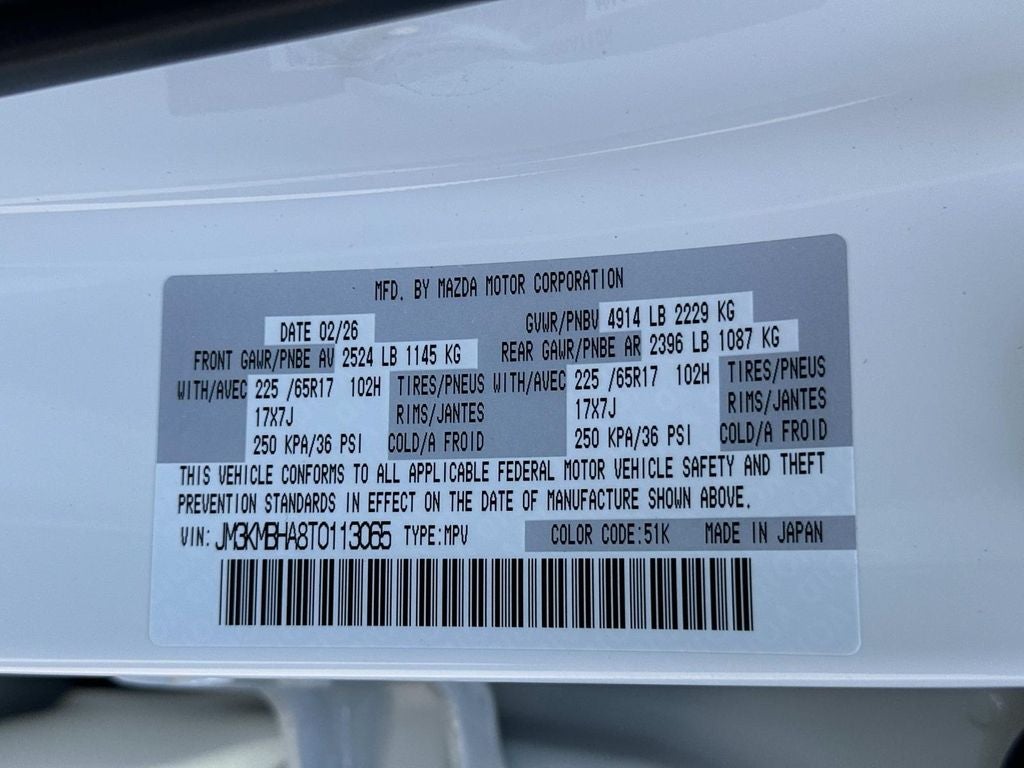 MFD. BY MAZDA MOTOR CORPORATION
DATE 02/26 GVWR/PNBV 4914 LB 2229 KG
FRONT GAWR/PNBE AV 2524 LB 1145 KG REAR GAWR/PNBE AR 2396 LB 1087 KG
WITH/AVEC 225 /65R17 102H TIRES/PNEUS WITH/AVEC 225 /65R17 102H TIRES/PNEUS
17X7J RIMS/JANTES 17X7J RIMS/JANTES
250 KPA/36 PSI COLD/A FROID 250 KPA/36 PSI COLD/A FROID
THIS VEHICLE CONFORMS TO ALL APPLICABLE FEDERAL MOTOR VEHICLE SAFETY AND THEFT
PREVENTION STANDARDS IN EFFECT ON THE DATE OF MANUFACTURE SHOWN ABOVE.
VIN: JM3KMBHA8T0113065 TYPE:MPV COLOR CODE:51K MADE IN JAPAN